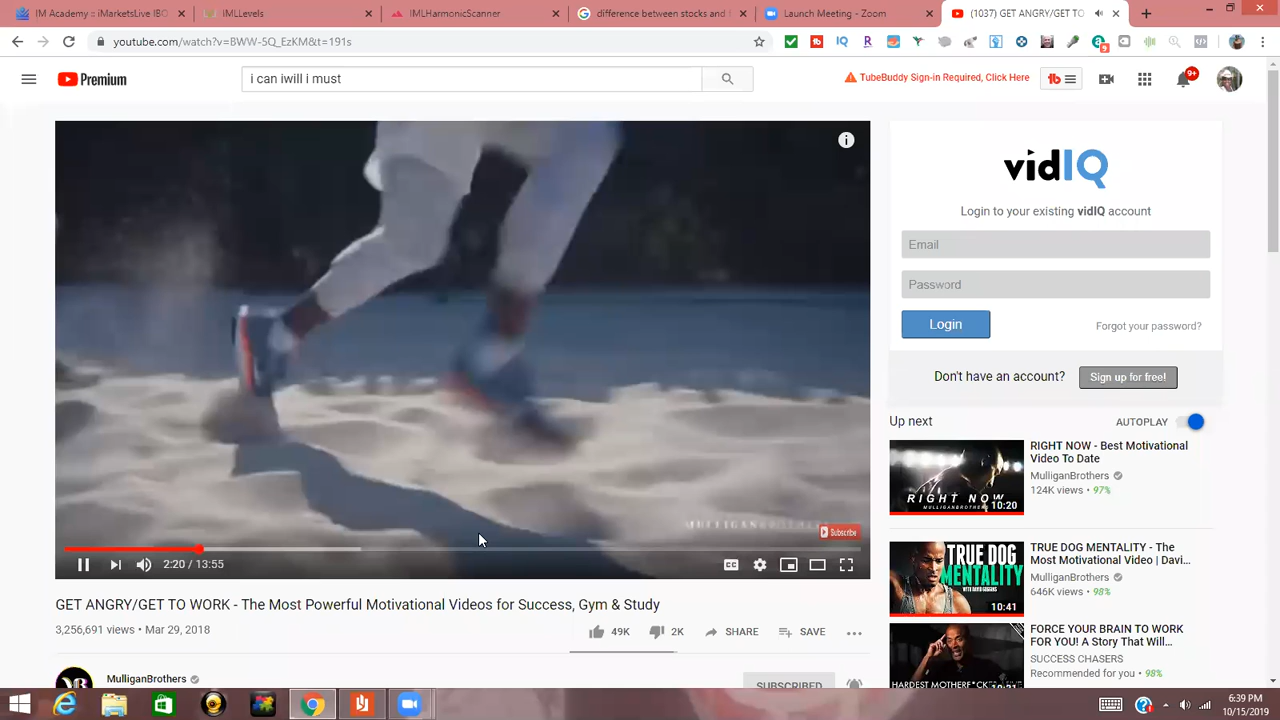 iMarketsLive IBO
iMLLevels
iMLHarmonicScanner
difference between stocks and f
Launch Meeting - Zoom
(1037) GET ANGRY/GET TO
youtube.com/watch?v=BWW-5Q_EzKM&t=191s
Premium
i can iwill i must
TubeBuddy Sign-in Required, Click Here
9+
vidIQ
Login to your existing vidIQ account
Email
Password
Login
Forgot your password?
Don't have an account?
Sign up for free!
Up next
AUTOPLAY
RIGHT NOW
MULLIGANBROTHERS
10:20
RIGHT NOW - Best Motivational
Video To Date
MulliganBrothers
124K views • 97%
TRUE DOG
MENTALITY
10:41
TRUE DOG MENTALITY - The
Most Motivational Video | Davi...
MulliganBrothers
646K views • 98%
HARDEST MOTHERF*CK
FORCE YOUR BRAIN TO WORK
FOR YOU! A Story That Will...
SUCCESS CHASERS
Recommended for you • 98%
Subscribe
2:20 / 13:55
CC
GET ANGRY/GET TO WORK - The Most Powerful Motivational Videos for Success, Gym & Study
3,256,691 views • Mar 29, 2018
49K
2K
SHARE
SAVE
MulliganBrothers
SUBSCRIBED
6:39 PM
10/15/2019